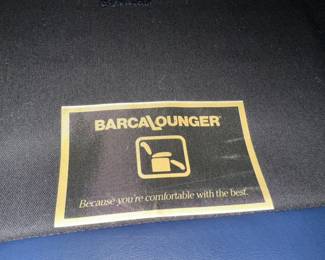 BARCALOUNGER®
Because you're comfortable with the best.